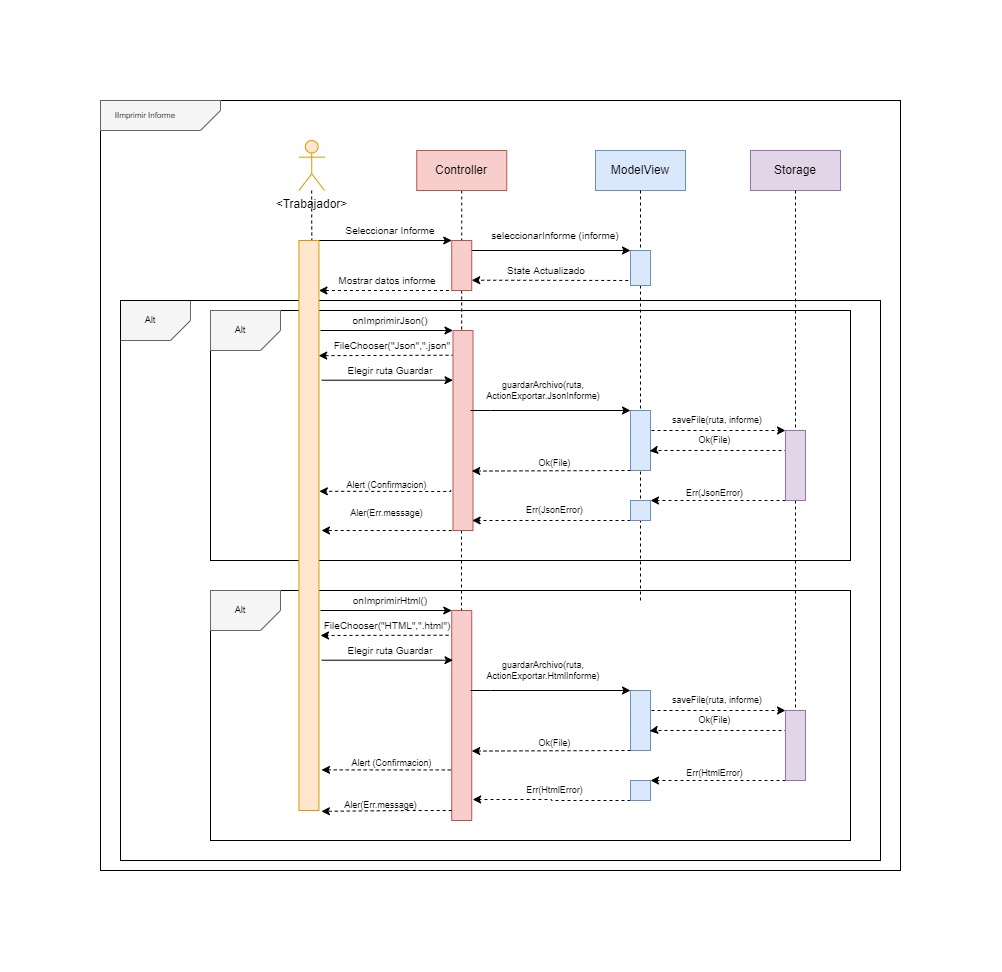 IImprimir Informe
Controller
ModelView
Storage
<Trabajador>
Seleccionar Informe
seleccionarInforme (informe)
State Actualizado
Mostrar datos informe
Alt
Alt
onImprimirJson()
FileChooser("Json",".json"
Elegir ruta Guardar
guardarArchivo(ruta,
ActionExportar.JsonInforme)
saveFile(ruta, informe)
Ok(File)
Ok(File)
Alert (Confirmacion)
Err(JsonError)
Err(JsonError)
Aler(Err.message)
Alt
onImprimirHtml()
FileChooser("HTML",".html")
Elegir ruta Guardar
guardarArchivo(ruta,
ActionExportar.HtmlInforme)
saveFile(ruta, informe)
Ok(File)
Ok(File)
Alert (Confirmacion)
Err(HtmlError)
Err(HtmlError)
Aler(Err.message)